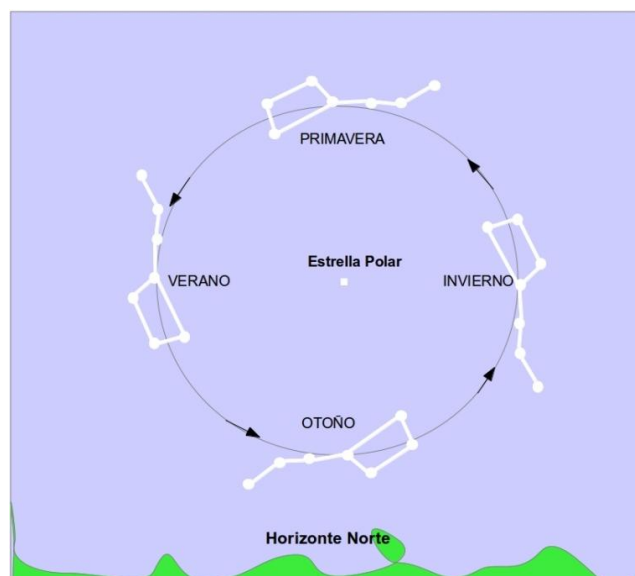 PRIMAVERA
Estrella Polar
VERANO
INVIERNO
OTOÑO
Horizonte Norte